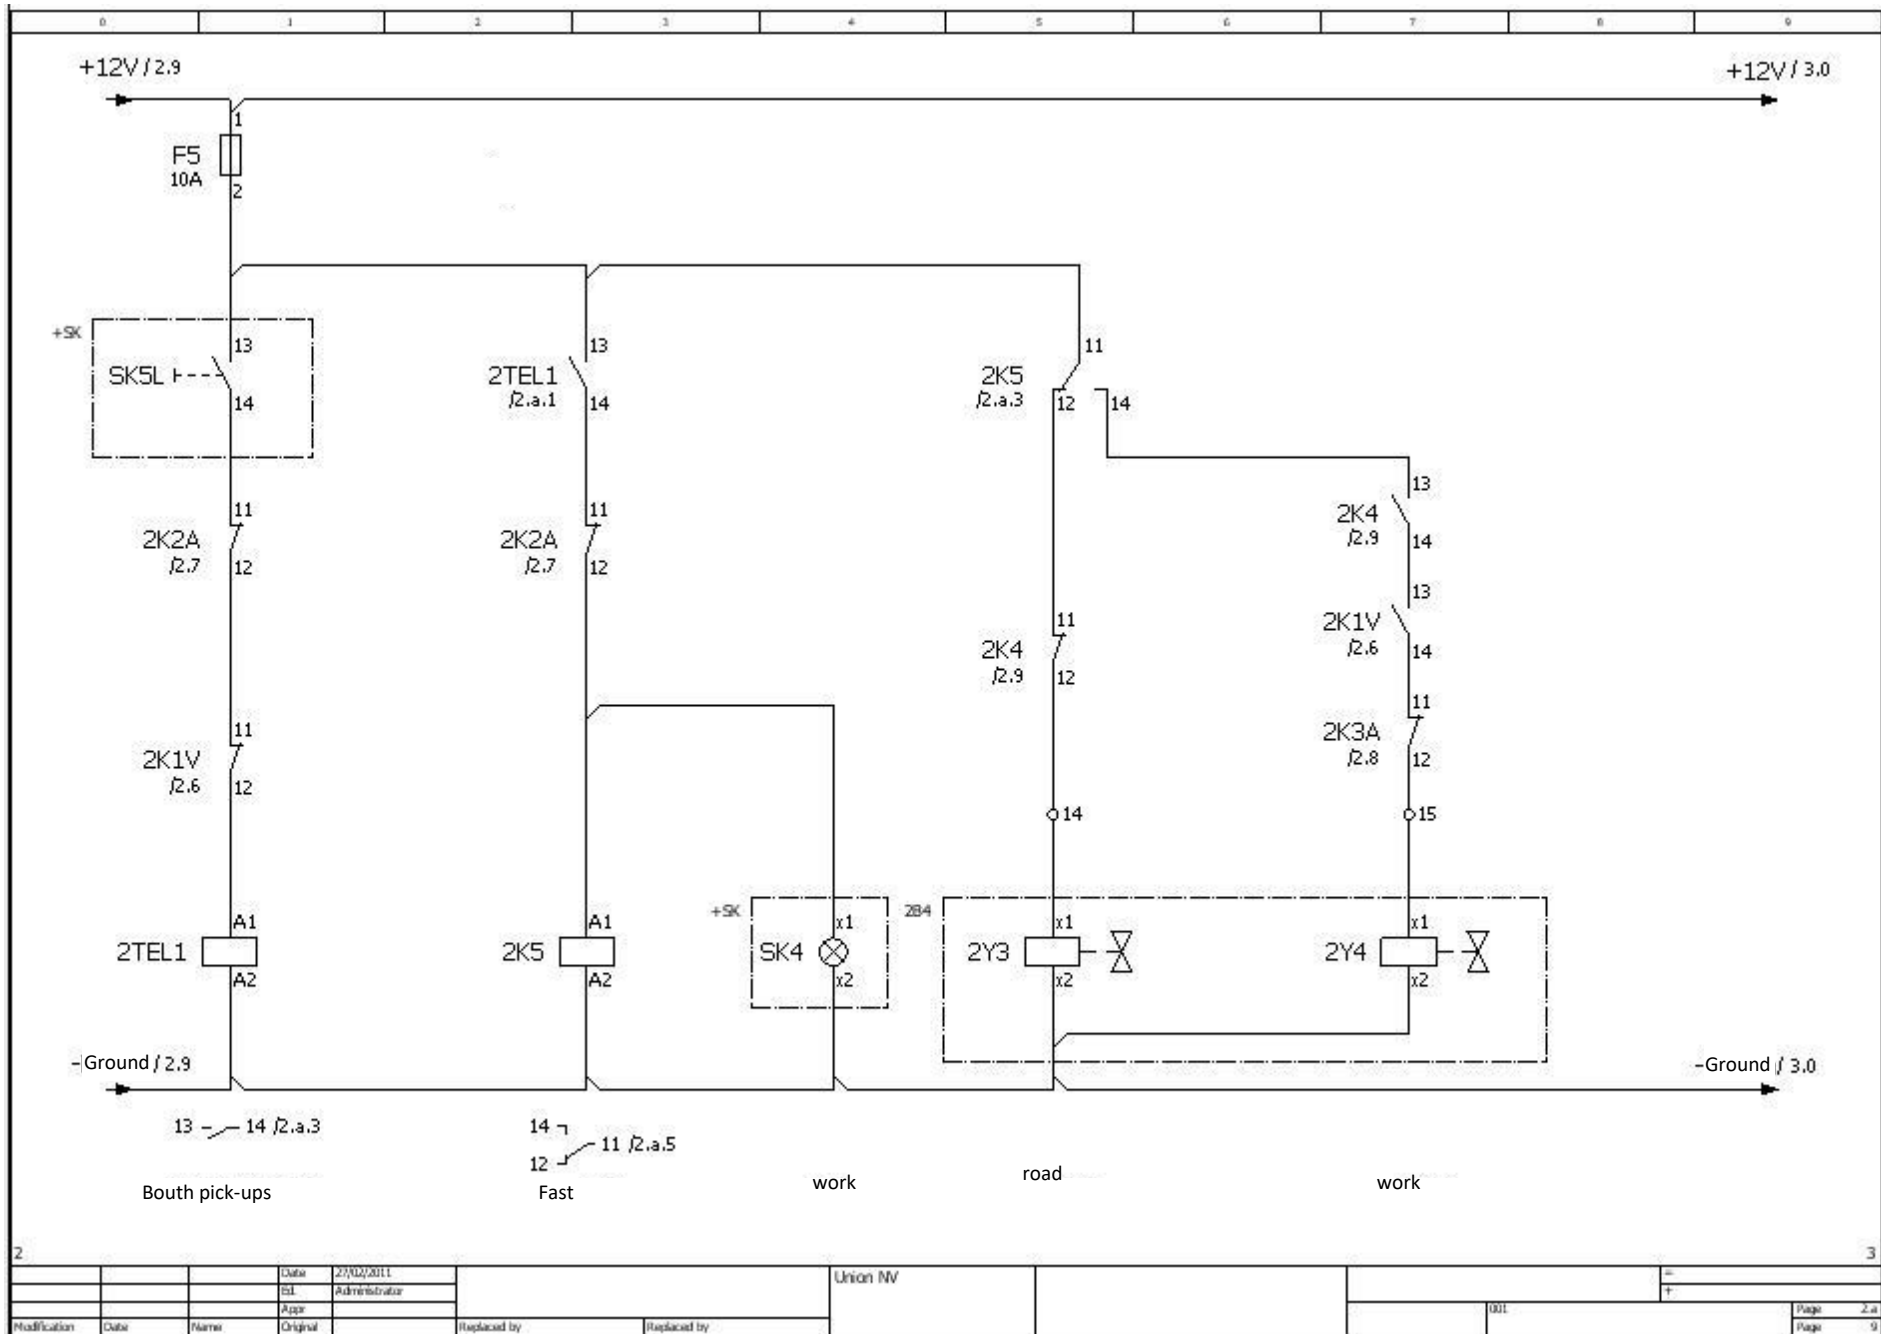 0 1 2 3 4 5 6 7 8 9
+12V / 2.9
+12V / 3.0
1
F5
10A
2
+SK
13
SK5L
14
13
2TEL1
/2.a.1
14
11
2K5
/2.a.3
12
14
11
2K2A
/2.7
12
11
2K2A
/2.7
12
13
2K4
/2.9
14
13
2K1V
/2.6
14
11
2K4
/2.9
12
11
2K1V
/2.6
12
11
2K3A
/2.8
12
14
15
A1
2TEL1
A2
A1
2K5
A2
+SK
x1
SK4
x2
2B4
x1
2Y3
x2
x1
2Y4
x2
-Ground / 2.9
-Ground / 3.0
13 14 /2.a.3
14
11 /2.a.5
12
Bouth pick-ups
Fast
work
road
work
2
3
Date 27/02/2011
Ed. Administrator
Appr
Modification Date Name Original Replaced by Replaced by
Union NV
=
+
001
Page 2.a
Page 9